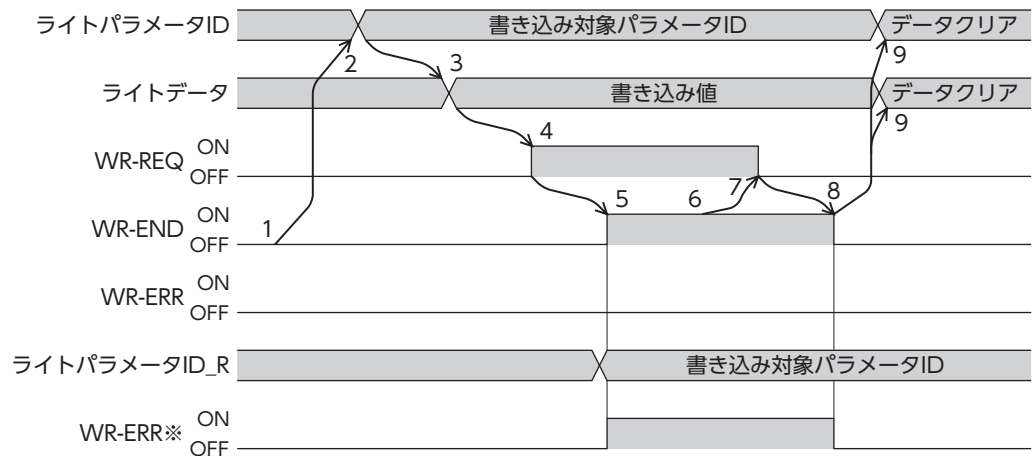 ライトパラメータID 書き込み対象パラメータID データクリア
2 3 9
ライトデータ 書き込み値 データクリア
4 9
WR-REQ ON
OFF
5 6 7 8
WR-END ON
OFF
1
WR-ERR ON
OFF
ライトパラメータID_R 書き込み対象パラメータID
WR-ERR※ ON
OFF